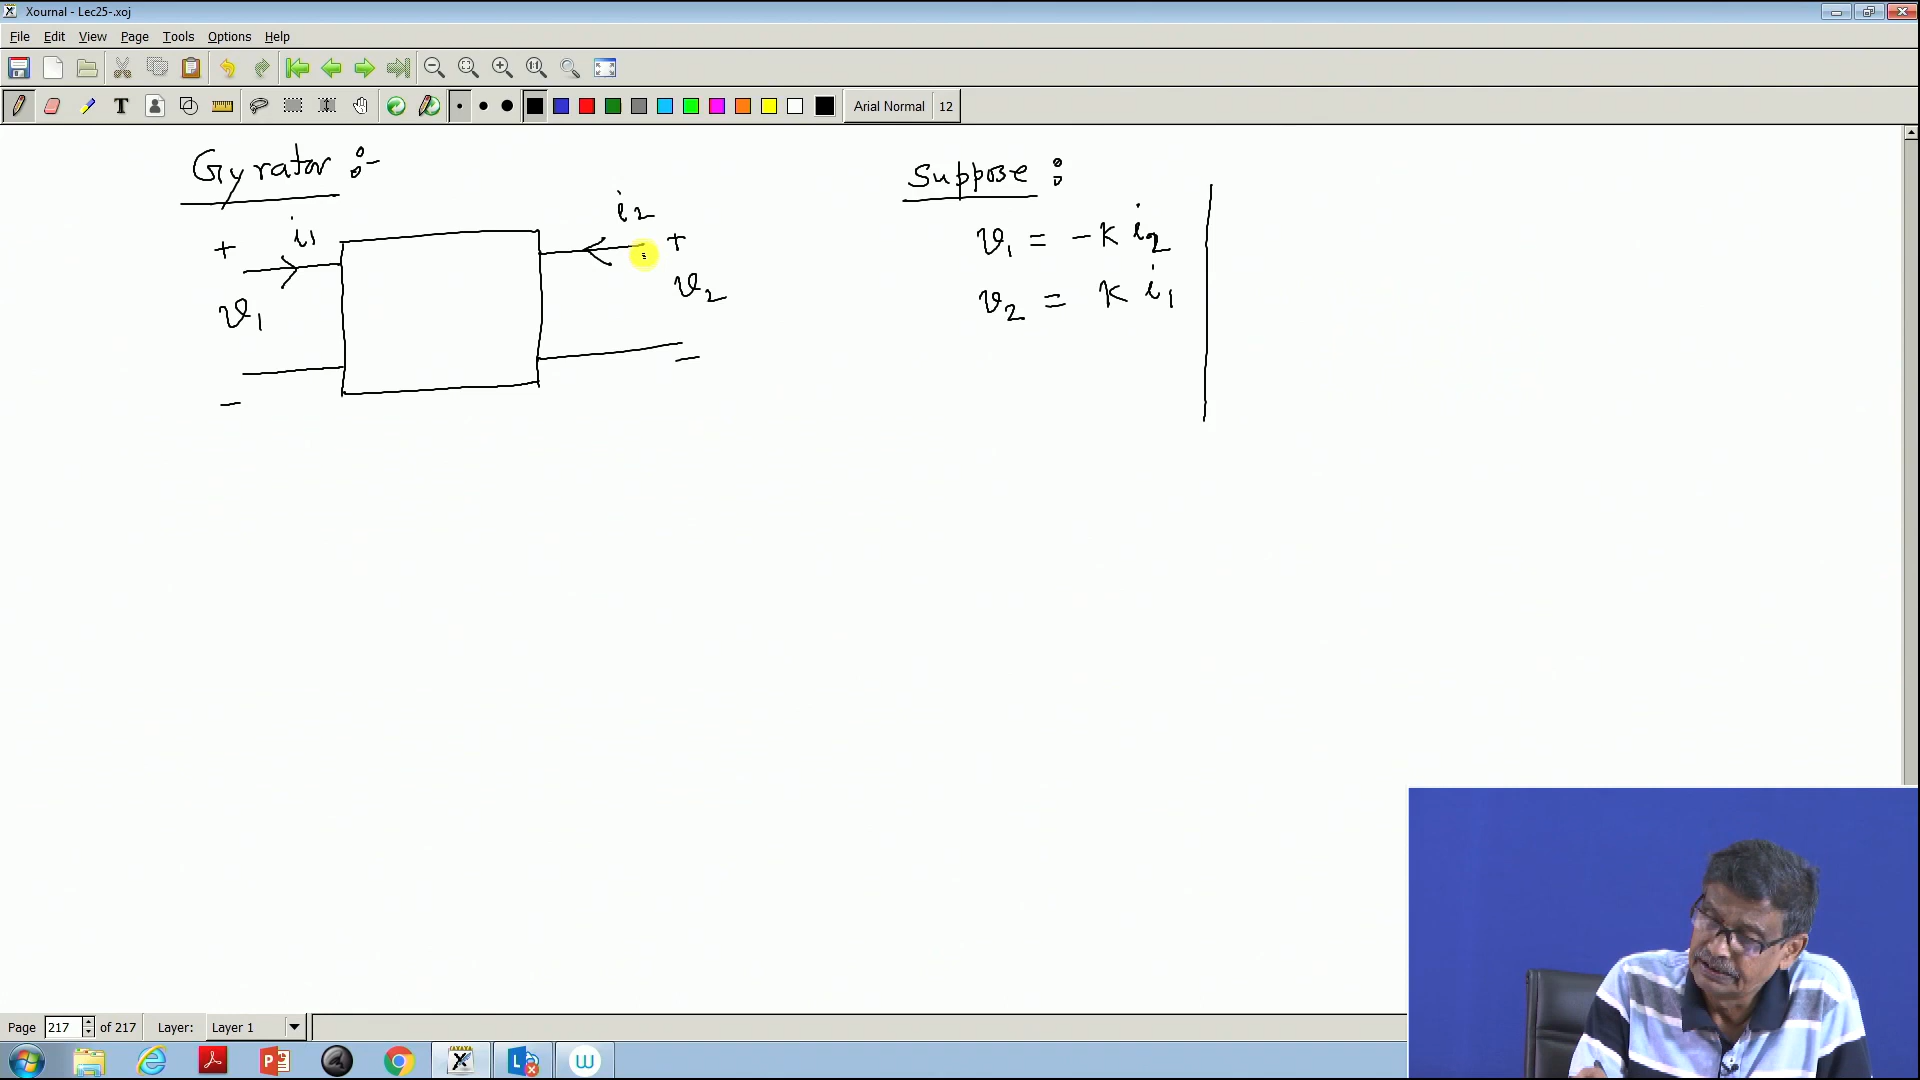 Xournal - Lec25-.xoj
File Edit View Page Tools Options Help
Arial Normal 12
Gyrator :-
Suppose :
i1
i2
+
+
v1
v2
-
-
v1 = -K i2
v2 = K i1
Page 217 of 217 Layer: Layer 1